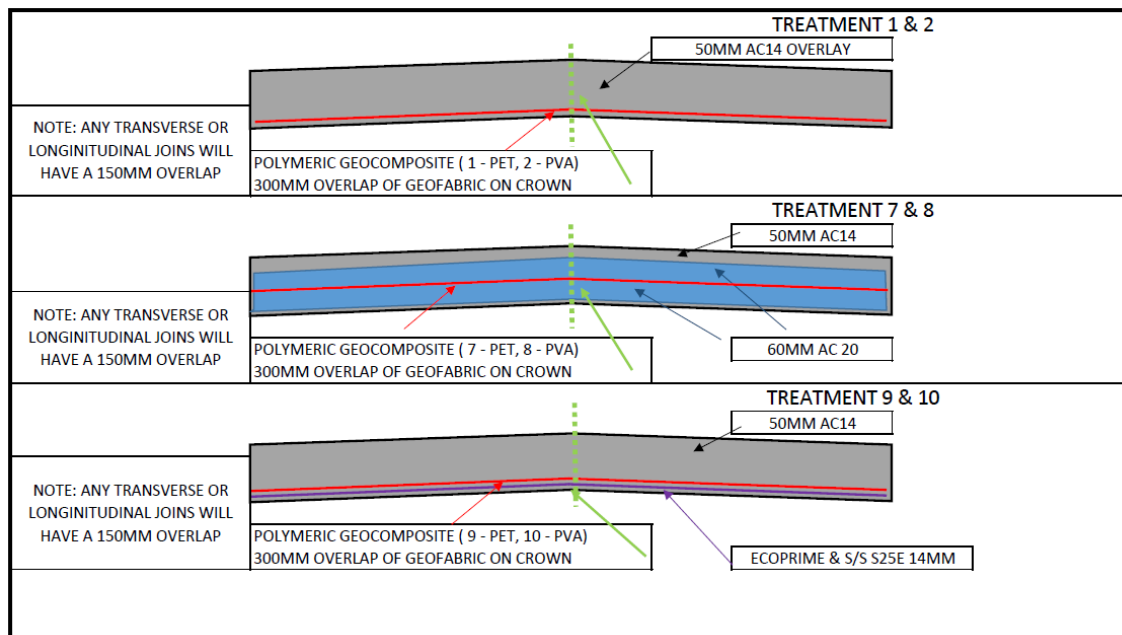 TREATMENT 1 & 2
50MM AC14 OVERLAY
NOTE: ANY TRANSVERSE OR
LONGINITUDINAL JOINS WILL
HAVE A 150MM OVERLAP
POLYMERIC GEOCOMPOSITE ( 1 - PET, 2 - PVA)
300MM OVERLAP OF GEOFABRIC ON CROWN
TREATMENT 7 & 8
50MM AC14
NOTE: ANY TRANSVERSE OR
LONGINITUDINAL JOINS WILL
HAVE A 150MM OVERLAP
POLYMERIC GEOCOMPOSITE (7 - PET, 8 - PVA)
300MM OVERLAP OF GEOFABRIC ON CROWN
60MM AC 20
TREATMENT 9 & 10
50MM AC14
NOTE: ANY TRANSVERSE OR
LONGINITUDINAL JOINS WILL
HAVE A 150MM OVERLAP
POLYMERIC GEOCOMPOSITE ( 9 - PET, 10 - PVA)
300MM OVERLAP OF GEOFABRIC ON CROWN
ECOPRIME & S/S S25E 14MM